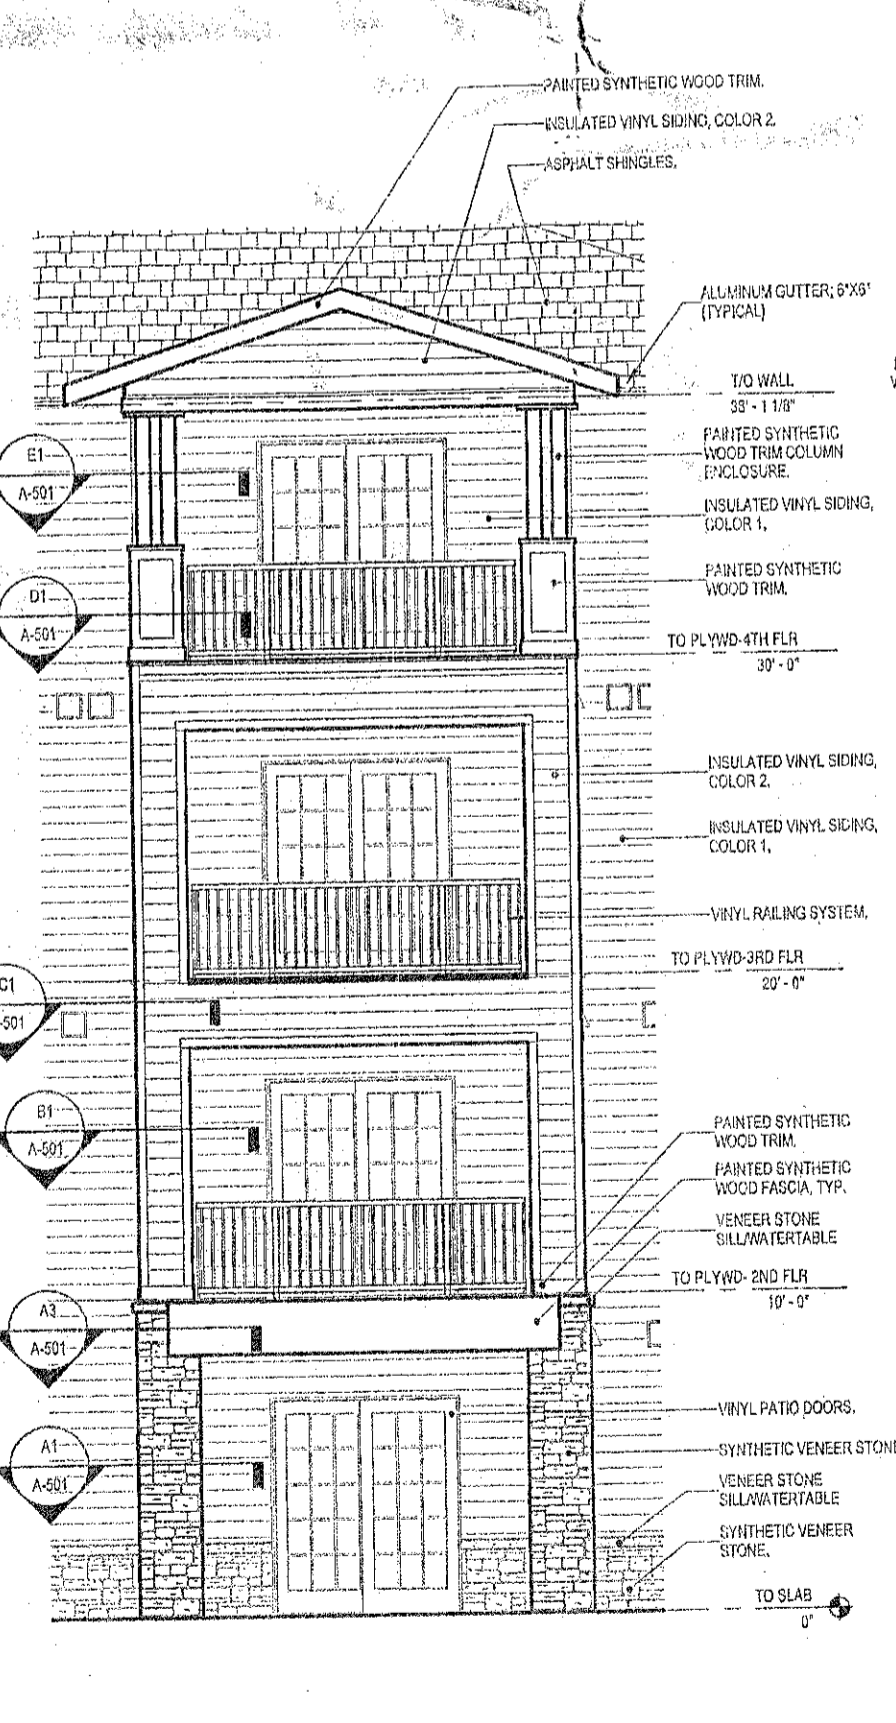 PAINTED SYNTHETIC WOOD TRIM.
INSULATED VINYL SIDING, COLOR 2.
ASPHALT SHINGLES.
ALUMINUM GUTTER; 6"X6"
(TYPICAL)
T/O WALL
38' - 1 1/8"
PAINTED SYNTHETIC
WOOD TRIM COLUMN
ENCLOSURE.
E1
A-501
INSULATED VINYL SIDING,
COLOR 1.
PAINTED SYNTHETIC
WOOD TRIM.
D1
A-501
TO PLYWD-4TH FLR
30' - 0"
INSULATED VINYL SIDING,
COLOR 2.
INSULATED VINYL SIDING,
COLOR 1.
VINYL RAILING SYSTEM.
TO PLYWD-3RD FLR
20' - 0"
C1
-501
B1
A-501
PAINTED SYNTHETIC
WOOD TRIM.
PAINTED SYNTHETIC
WOOD FASCIA, TYP.
VENEER STONE
SILL/WATERTABLE
TO PLYWD- 2ND FLR
10' - 0"
A3
A-501
VINYL PATIO DOORS.
A1
A-501
SYNTHETIC VENEER STONE
VENEER STONE
SILL/WATERTABLE
SYNTHETIC VENEER
STONE.
TO SLAB
0"